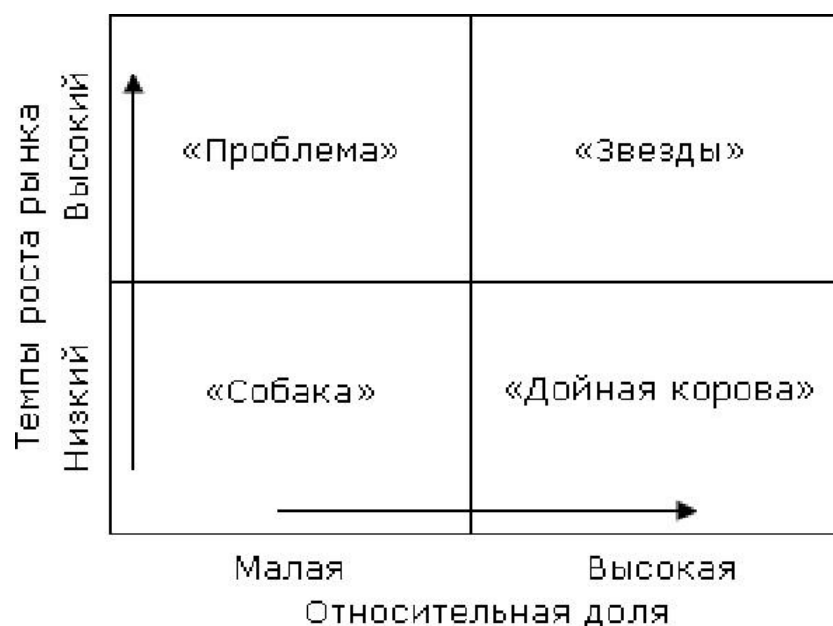 Темпы роста рынка
Высокий
Низкий
«Проблема»
«Звезды»
«Собака»
«Дойная корова»
Малая
Высокая
Относительная доля